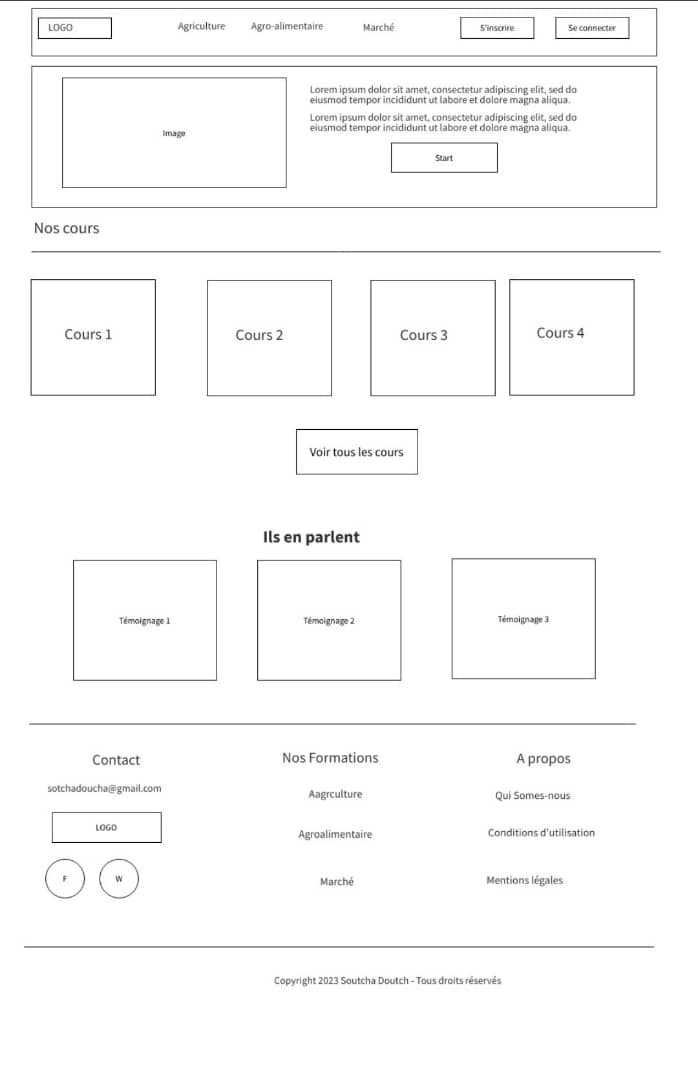 LOGO
Agriculture
Agro-alimentaire
Marché
S'inscrire
Se connecter
Image
Lorem ipsum dolor sit amet, consectetur adipiscing elit, sed do
eiusmod tempor incididunt ut labore et dolore magna aliqua.
Lorem ipsum dolor sit amet, consectetur adipiscing elit, sed do
eiusmod tempor incididunt ut labore et dolore magna aliqua.
Start
Nos cours
Cours 1
Cours 2
Cours 3
Cours 4
Voir tous les cours
Ils en parlent
Témoignage 1
Témoignage 2
Témoignage 3
Contact
sotchadoucha@gmail.com
LOGO
F
W
Nos Formations
Aagrculture
Agroalimentaire
Marché
A propos
Qui Somes-nous
Conditions d'utilisation
Mentions légales
Copyright 2023 Soutcha Doutch - Tous droits réservés